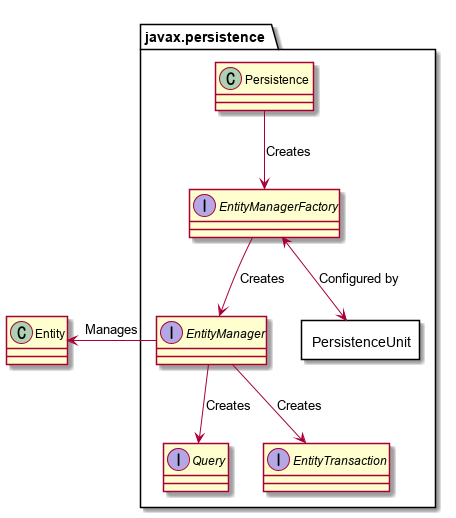 javax.persistence
C Persistence
Creates
I EntityManagerFactory
Creates
Configured by
C Entity
Manages
I EntityManager
PersistenceUnit
Creates
Creates
I Query
I EntityTransaction